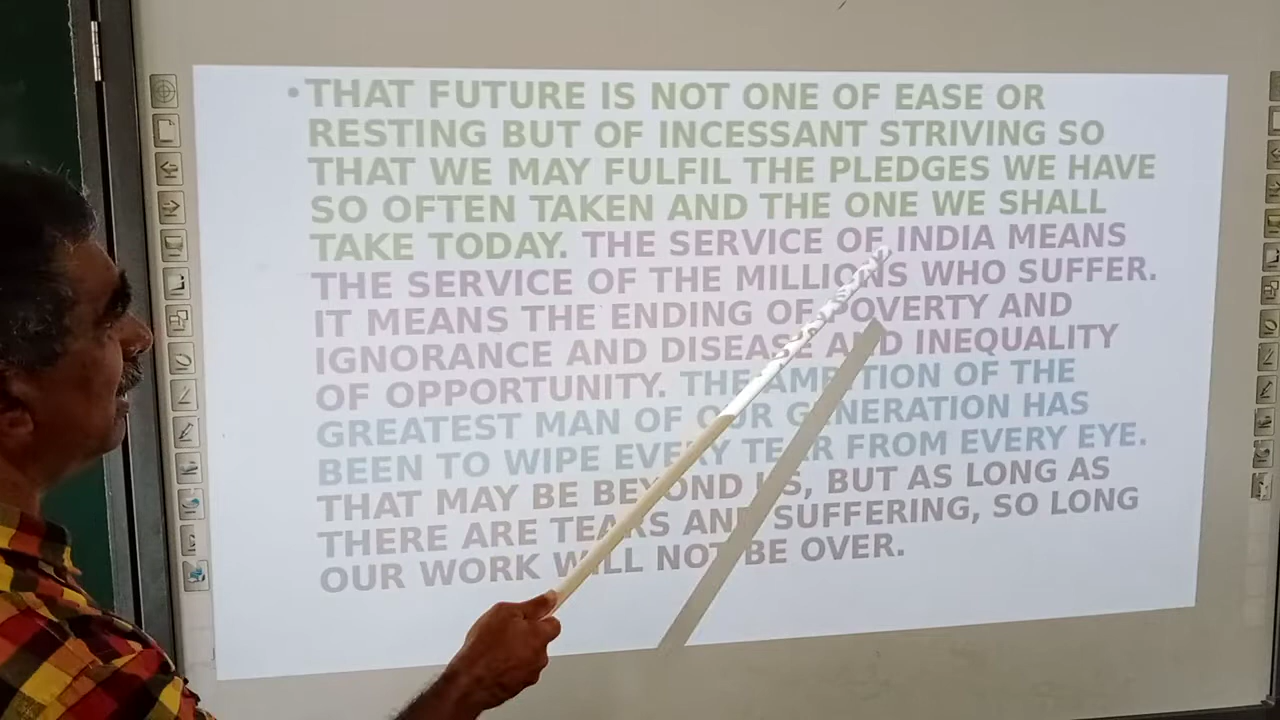 • THAT FUTURE IS NOT ONE OF EASE OR
RESTING BUT OF INCESSANT STRIVING SO
THAT WE MAY FULFIL THE PLEDGES WE HAVE
SO OFTEN TAKEN AND THE ONE WE SHALL
TAKE TODAY. THE SERVICE OF INDIA MEANS
THE SERVICE OF THE MILLIONS WHO SUFFER.
IT MEANS THE ENDING OF POVERTY AND
IGNORANCE AND DISEASE AND INEQUALITY
OF OPPORTUNITY. THE AMBITION OF THE
GREATEST MAN OF OUR GENERATION HAS
BEEN TO WIPE EVERY TEAR FROM EVERY EYE.
THAT MAY BE BEYOND US, BUT AS LONG AS
THERE ARE TEARS AND SUFFERING, SO LONG
OUR WORK WILL NOT BE OVER.